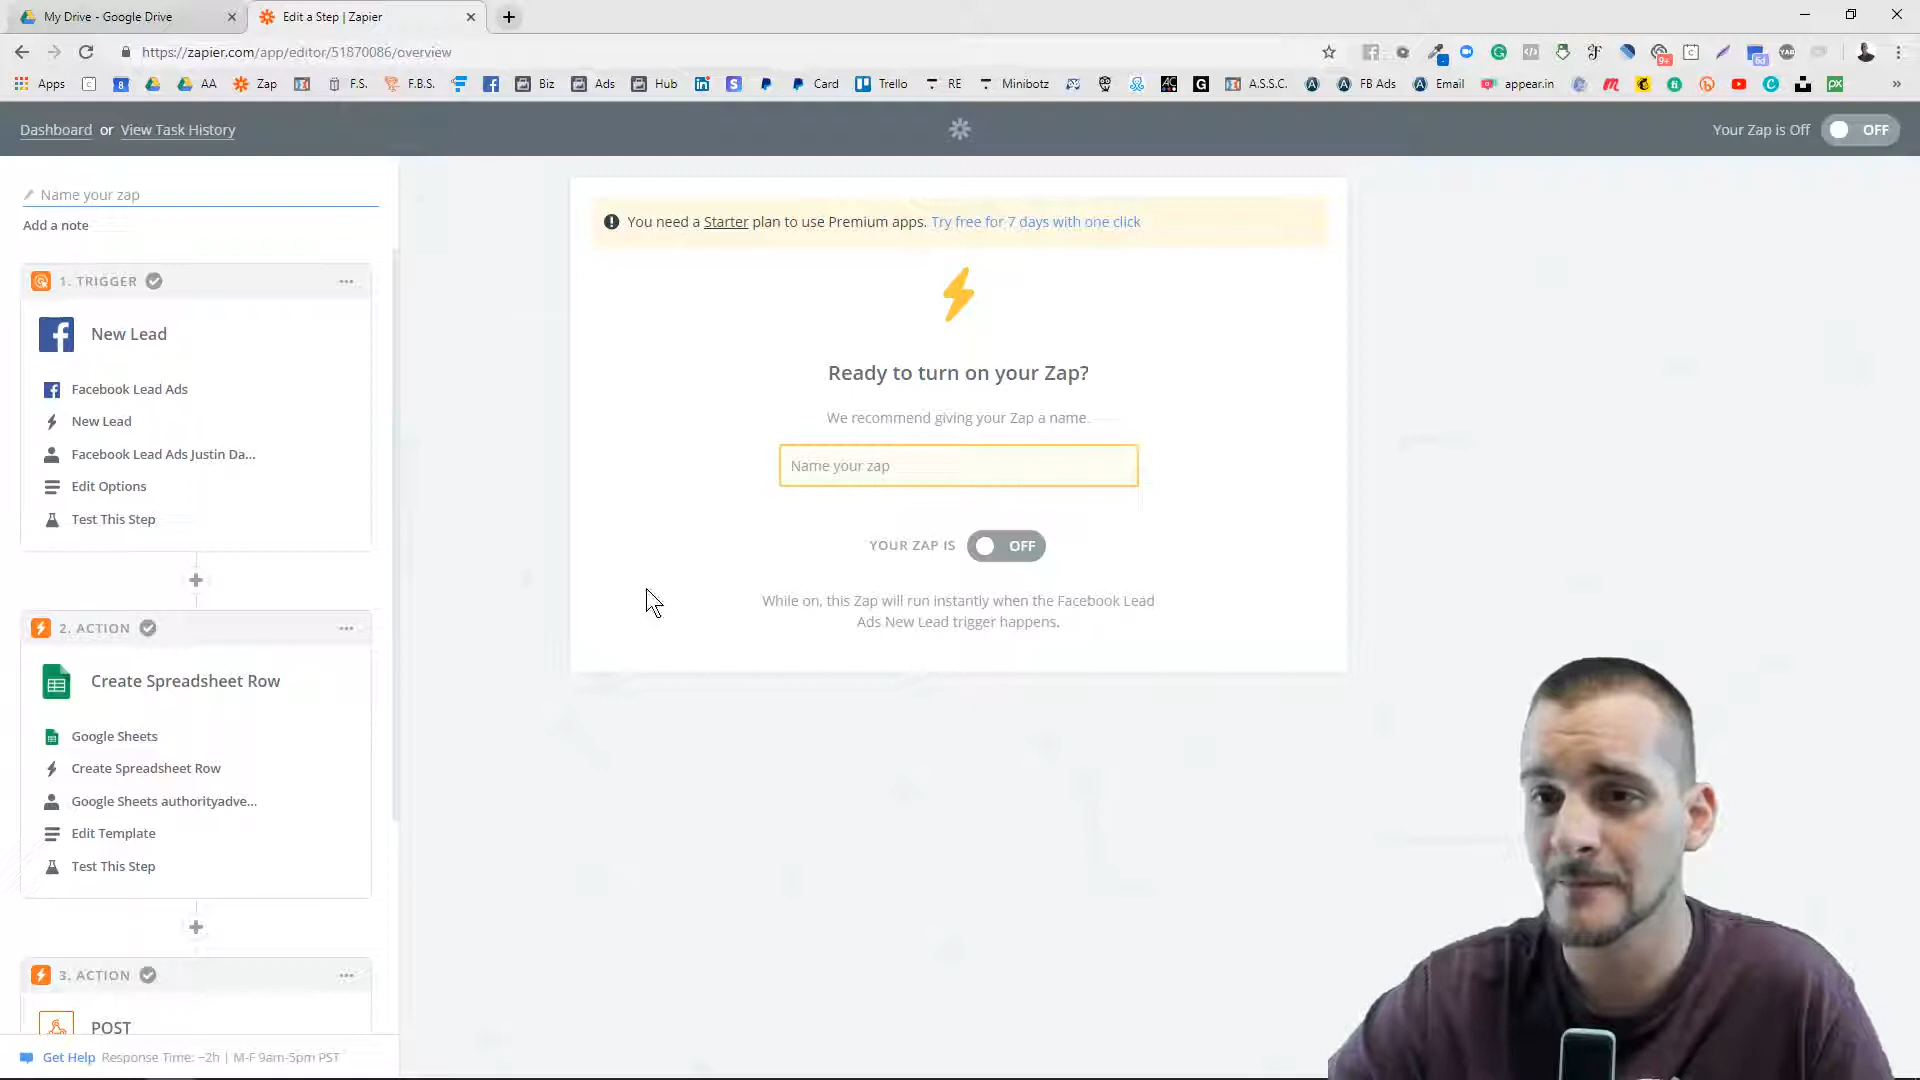 My Drive - Google Drive
Edit a Step | Zapier
https://zapier.com/app/editor/51870086/overview
9+
6d
YAB
Apps
C
8
AA
Zap
F.S.
F.B.S.
Biz
Ads
Hub
in
S
Card
Trello
RE
Minibotz
G
A.S.S.C.
FB Ads
Email
appear.in
px
»
Dashboard or View Task History
Your Zap is Off
OFF
Name your zap
Add a note
1. TRIGGER
New Lead
Facebook Lead Ads
New Lead
Facebook Lead Ads Justin Da...
Edit Options
Test This Step
2. ACTION
Create Spreadsheet Row
Google Sheets
Create Spreadsheet Row
Google Sheets authorityadve...
Edit Template
Test This Step
3. ACTION
POST
Get Help Response Time: ~2h | M-F 9am-5pm PST
You need a Starter plan to use Premium apps. Try free for 7 days with one click
Ready to turn on your Zap?
We recommend giving your Zap a name.
Name your zap
YOUR ZAP IS OFF
While on, this Zap will run instantly when the Facebook Lead
Ads New Lead trigger happens.